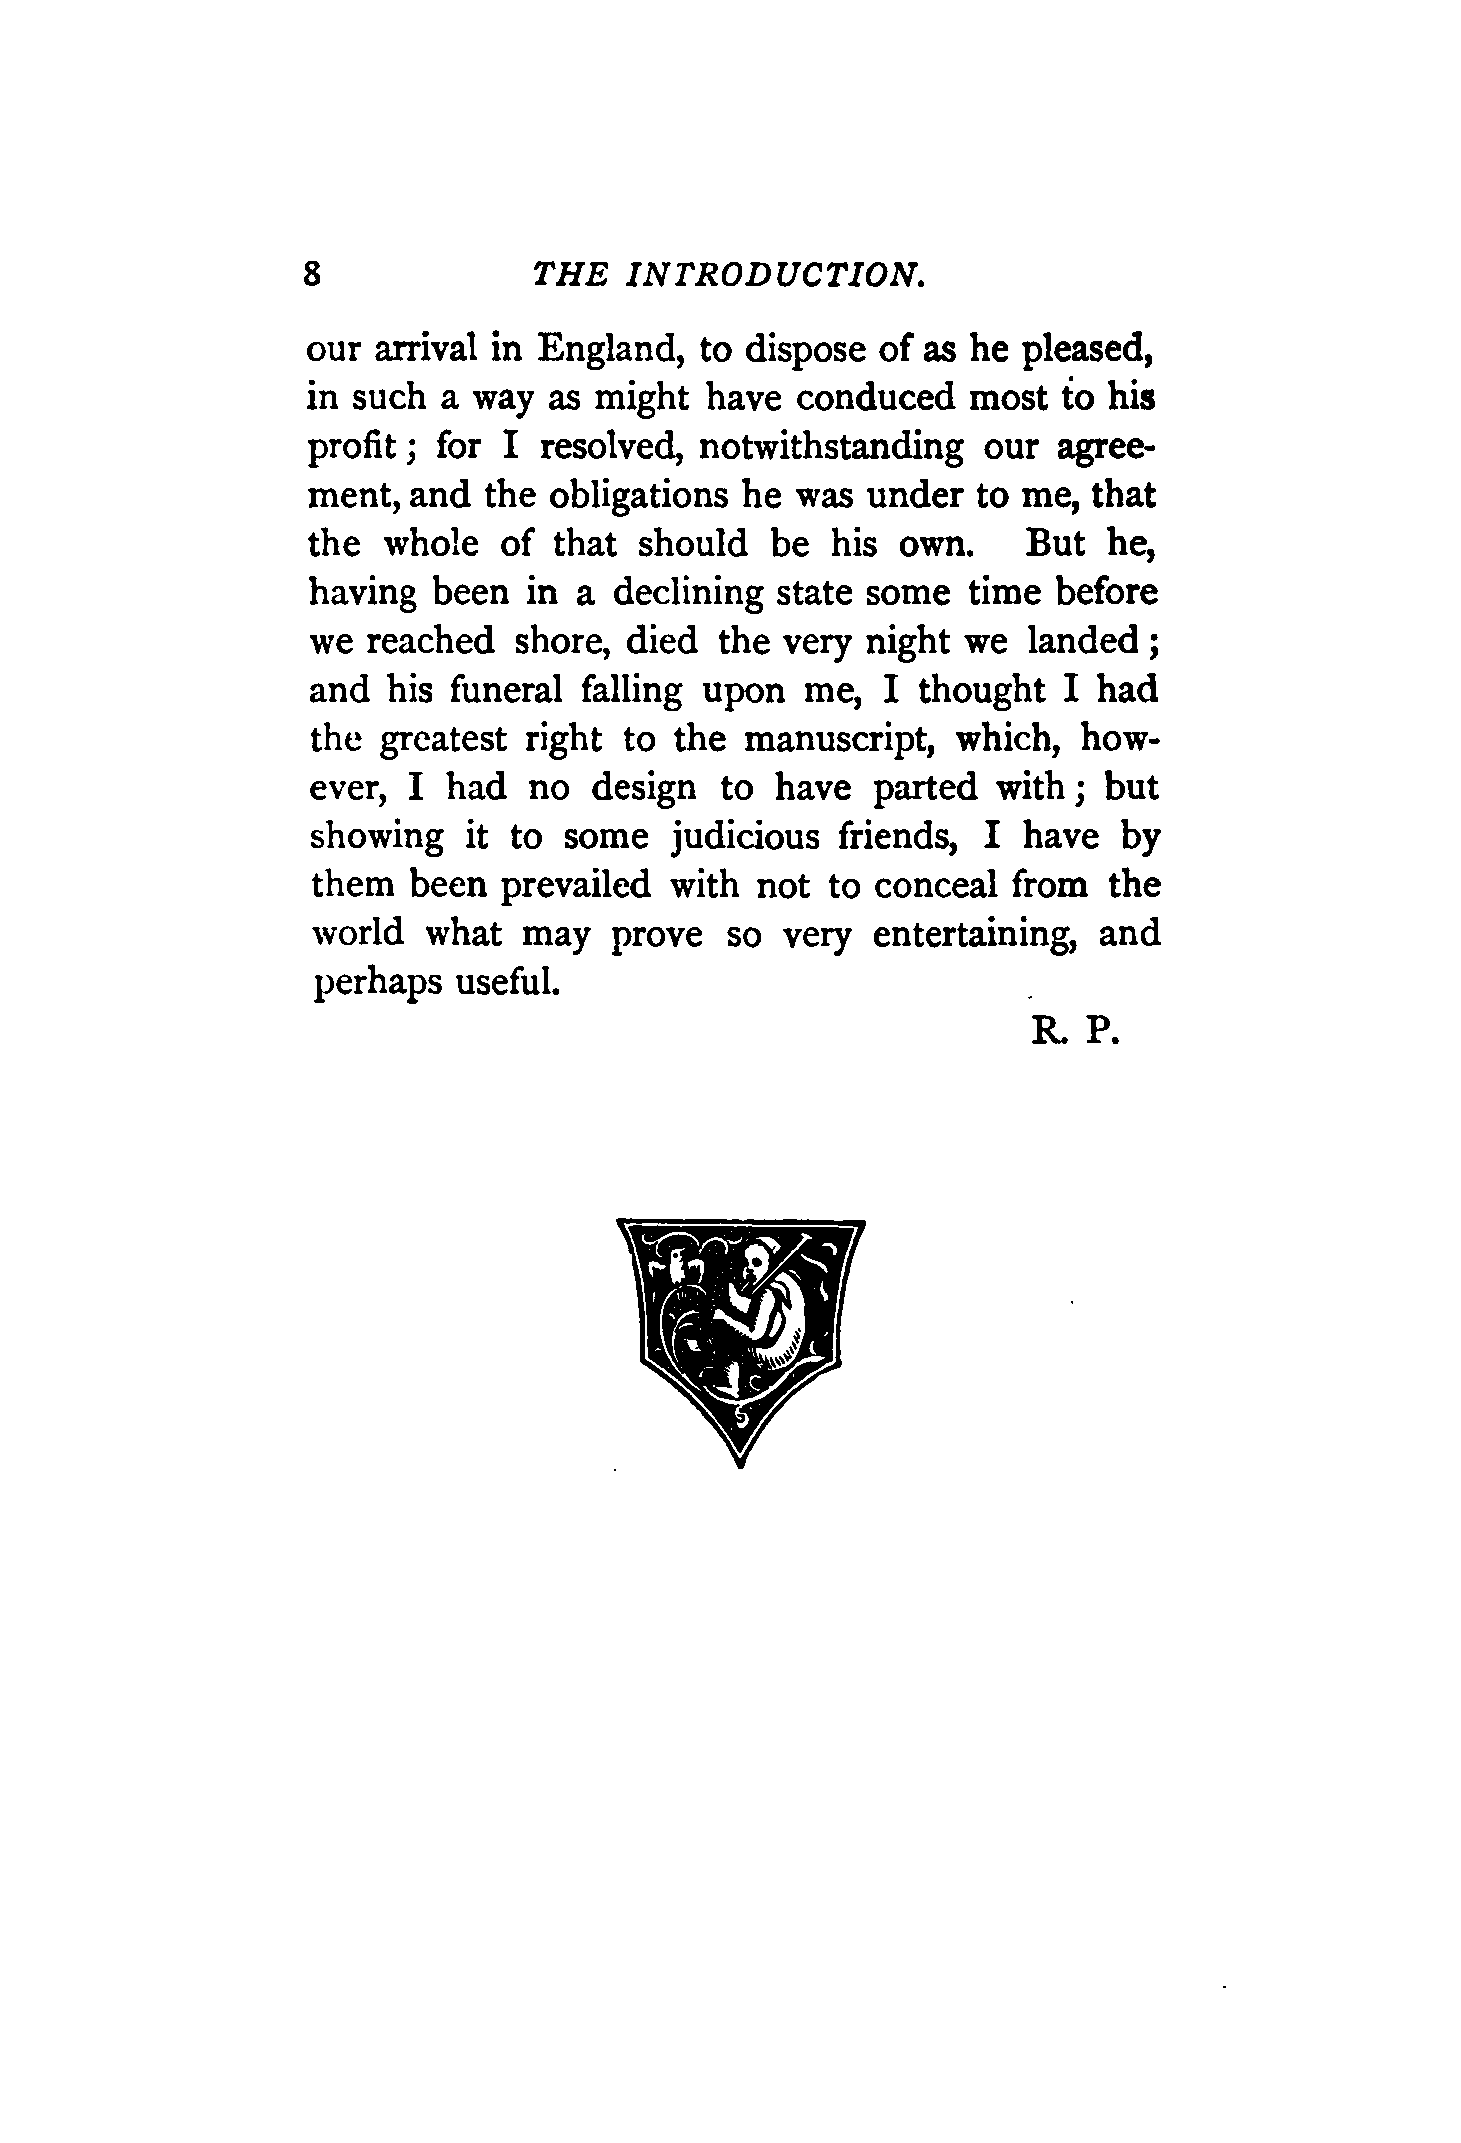 8 THE INTRODUCTION.
our arrival in England, to dispose of as he pleased,
in such a way as might have conduced most to his
profit ; for I resolved, notwithstanding our agree-
ment, and the obligations he was under to me, that
the whole of that should be his own. But he,
having been in a declining state some time before
we reached shore, died the very night we landed ;
and his funeral falling upon me, I thought I had
the greatest right to the manuscript, which, how-
ever, I had no design to have parted with ; but
showing it to some judicious friends, I have by
them been prevailed with not to conceal from the
world what may prove so very entertaining, and
perhaps useful.
R. P.